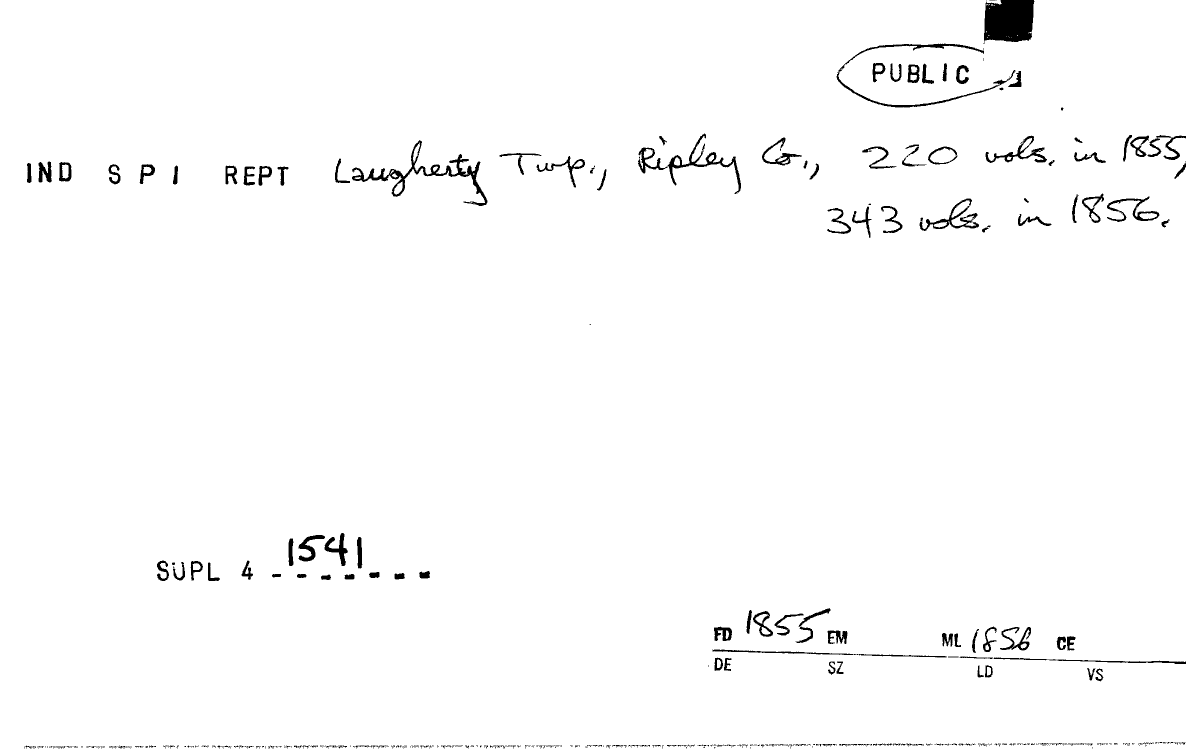 PUBLIC
IND S P I REPT Laugherty Twp., Ripley Co., 220 vols. in 1855,
343 vols. in 1856.
SUPL 4 1541
FD 1855 EM ML 1856 CE
DE SZ LD VS